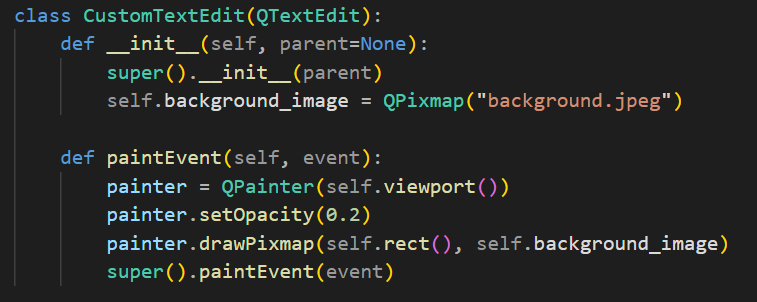 class CustomTextEdit(QTextEdit):
    def __init__(self, parent=None):
        super().__init__(parent)
        self.background_image = QPixmap("background.jpeg")

    def paintEvent(self, event):
        painter = QPainter(self.viewport())
        painter.setOpacity(0.2)
        painter.drawPixmap(self.rect(), self.background_image)
        super().paintEvent(event)